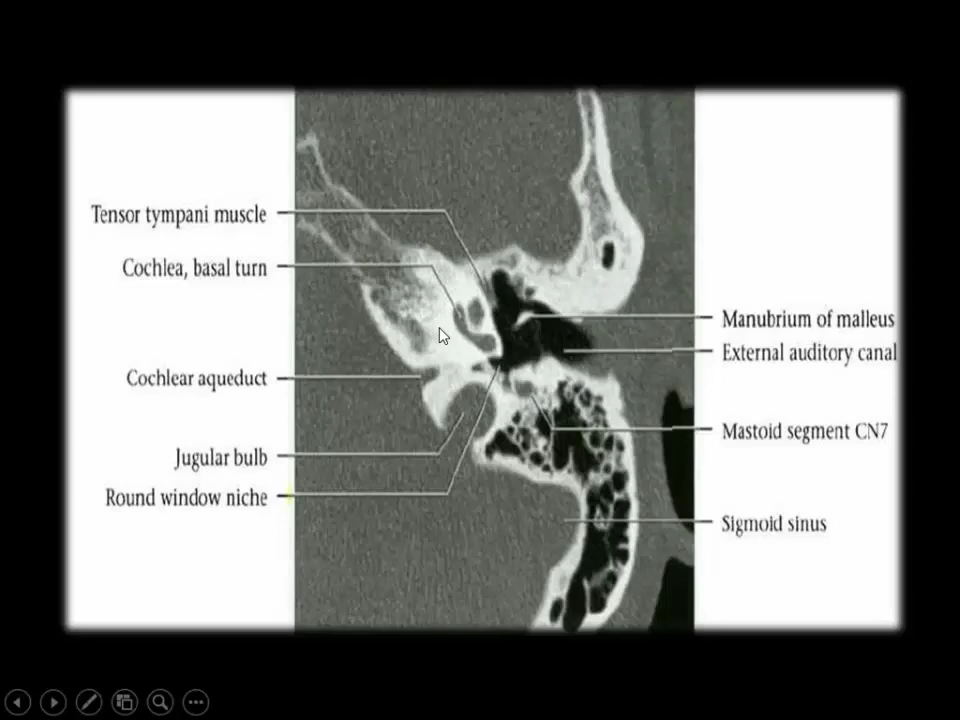 Tensor tympani muscle
Cochlea, basal turn
Cochlear aqueduct
Jugular bulb
Round window niche
Manubrium of malleus
External auditory canal
Mastoid segment CN7
Sigmoid sinus